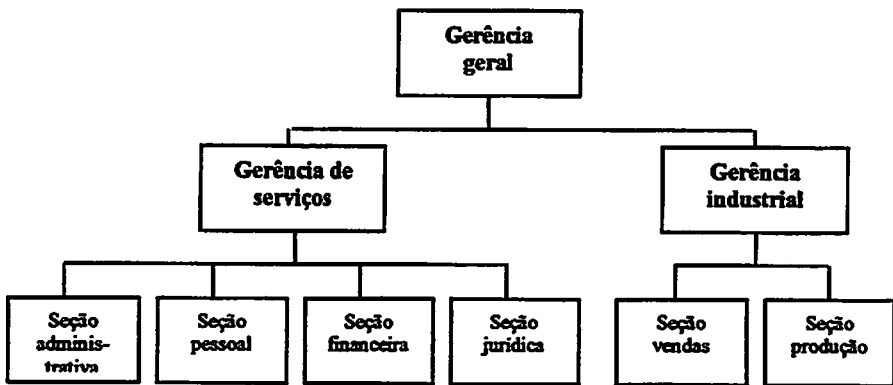 Gerência
geral
Gerência de
serviços
Gerência
industrial
Seção
adminis-
trativa
Seção
pessoal
Seção
financeira
Seção
jurídica
Seção
vendas
Seção
produção